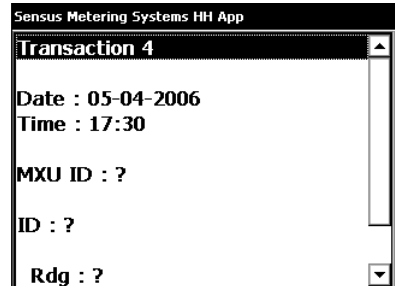 Sensus Metering Systems HH App
Transaction 4
Date : 05-04-2006
Time : 17:30
MXU ID : ?
ID : ?
Rdg : ?